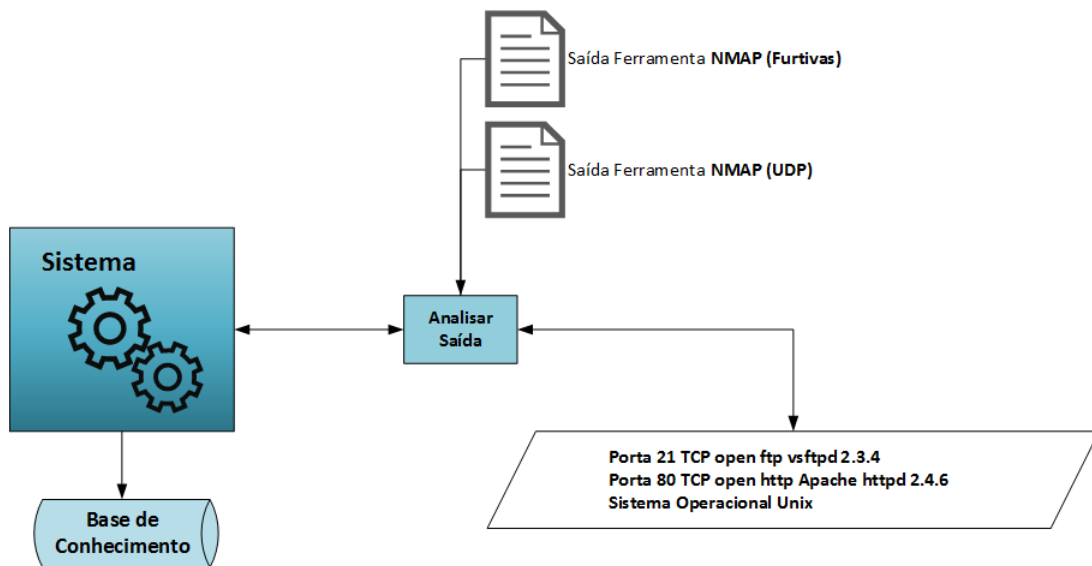 Saída Ferramenta NMAP (Furtivas)
Saída Ferramenta NMAP (UDP)
Sistema
Analisar
Saída
Porta 21 TCP open ftp vsftpd 2.3.4
Porta 80 TCP open http Apache httpd 2.4.6
Sistema Operacional Unix
Base de
Conhecimento